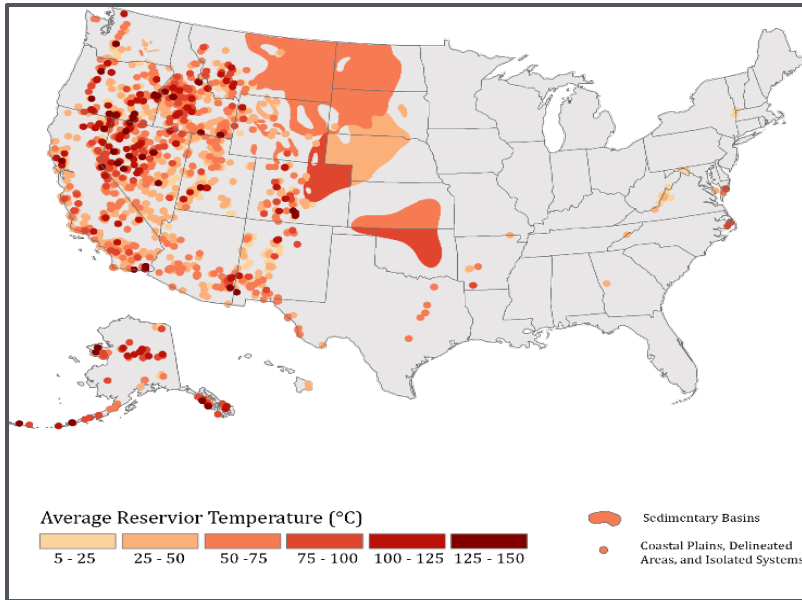 Average Reservior Temperature (°C)
5 - 25
25 - 50
50 -75
75 - 100
100 - 125
125 - 150
Sedimentary Basins
Coastal Plains, Delineated
Areas, and Isolated Systems